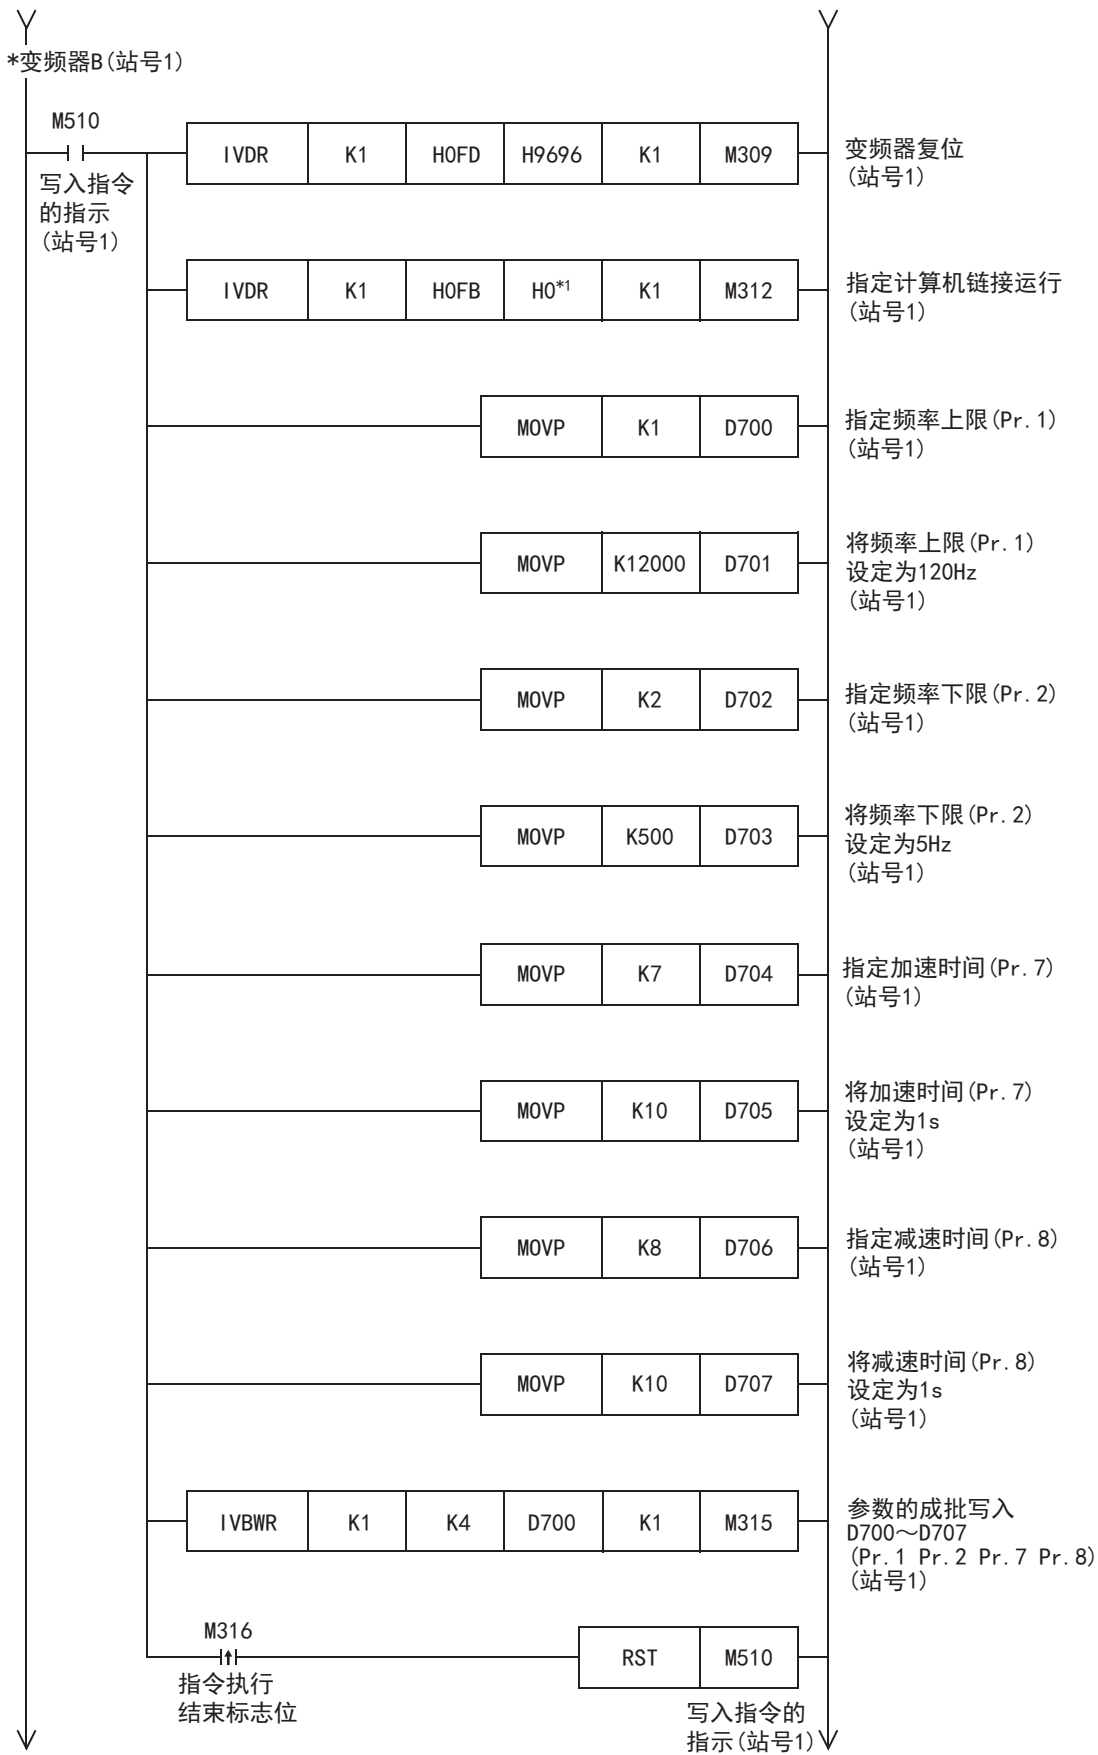 *变频器B(站号1)
M510
写入指令
的指示
(站号1)
IVDR K1 H0FD H9696 K1 M309
变频器复位
(站号1)
IVDR K1 H0FB H0*1 K1 M312
指定计算机链接运行
(站号1)
MOVP K1 D700
指定频率上限(Pr.1)
(站号1)
MOVP K12000 D701
将频率上限(Pr.1)
设定为120Hz
(站号1)
MOVP K2 D702
指定频率下限(Pr.2)
(站号1)
MOVP K500 D703
将频率下限(Pr.2)
设定为5Hz
(站号1)
MOVP K7 D704
指定加速时间(Pr.7)
(站号1)
MOVP K10 D705
将加速时间(Pr.7)
设定为1s
(站号1)
MOVP K8 D706
指定减速时间(Pr.8)
(站号1)
MOVP K10 D707
将减速时间(Pr.8)
设定为1s
(站号1)
IVBWR K1 K4 D700 K1 M315
参数的成批写入
D700～D707
(Pr.1 Pr.2 Pr.7 Pr.8)
(站号1)
M316
指令执行
结束标志位
RST M510
写入指令的
指示(站号1)